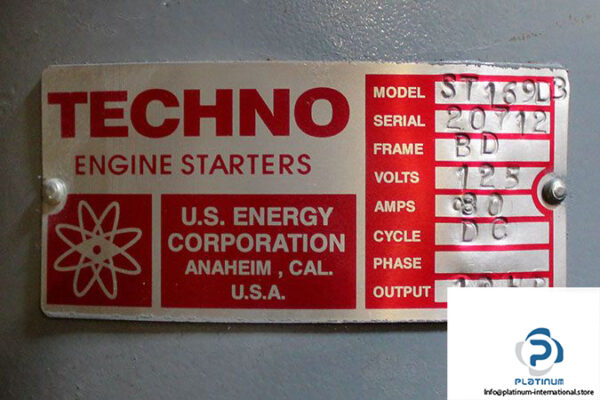 TECHNO
ENGINE STARTERS
U.S. ENERGY
CORPORATION
ANAHEIM , CAL.
U.S.A.
MODEL ST169LB
SERIAL 20712
FRAME BD
VOLTS 125
AMPS 80
CYCLE DC
PHASE
OUTPUT
PLATINUM
Info@platinum-international.store